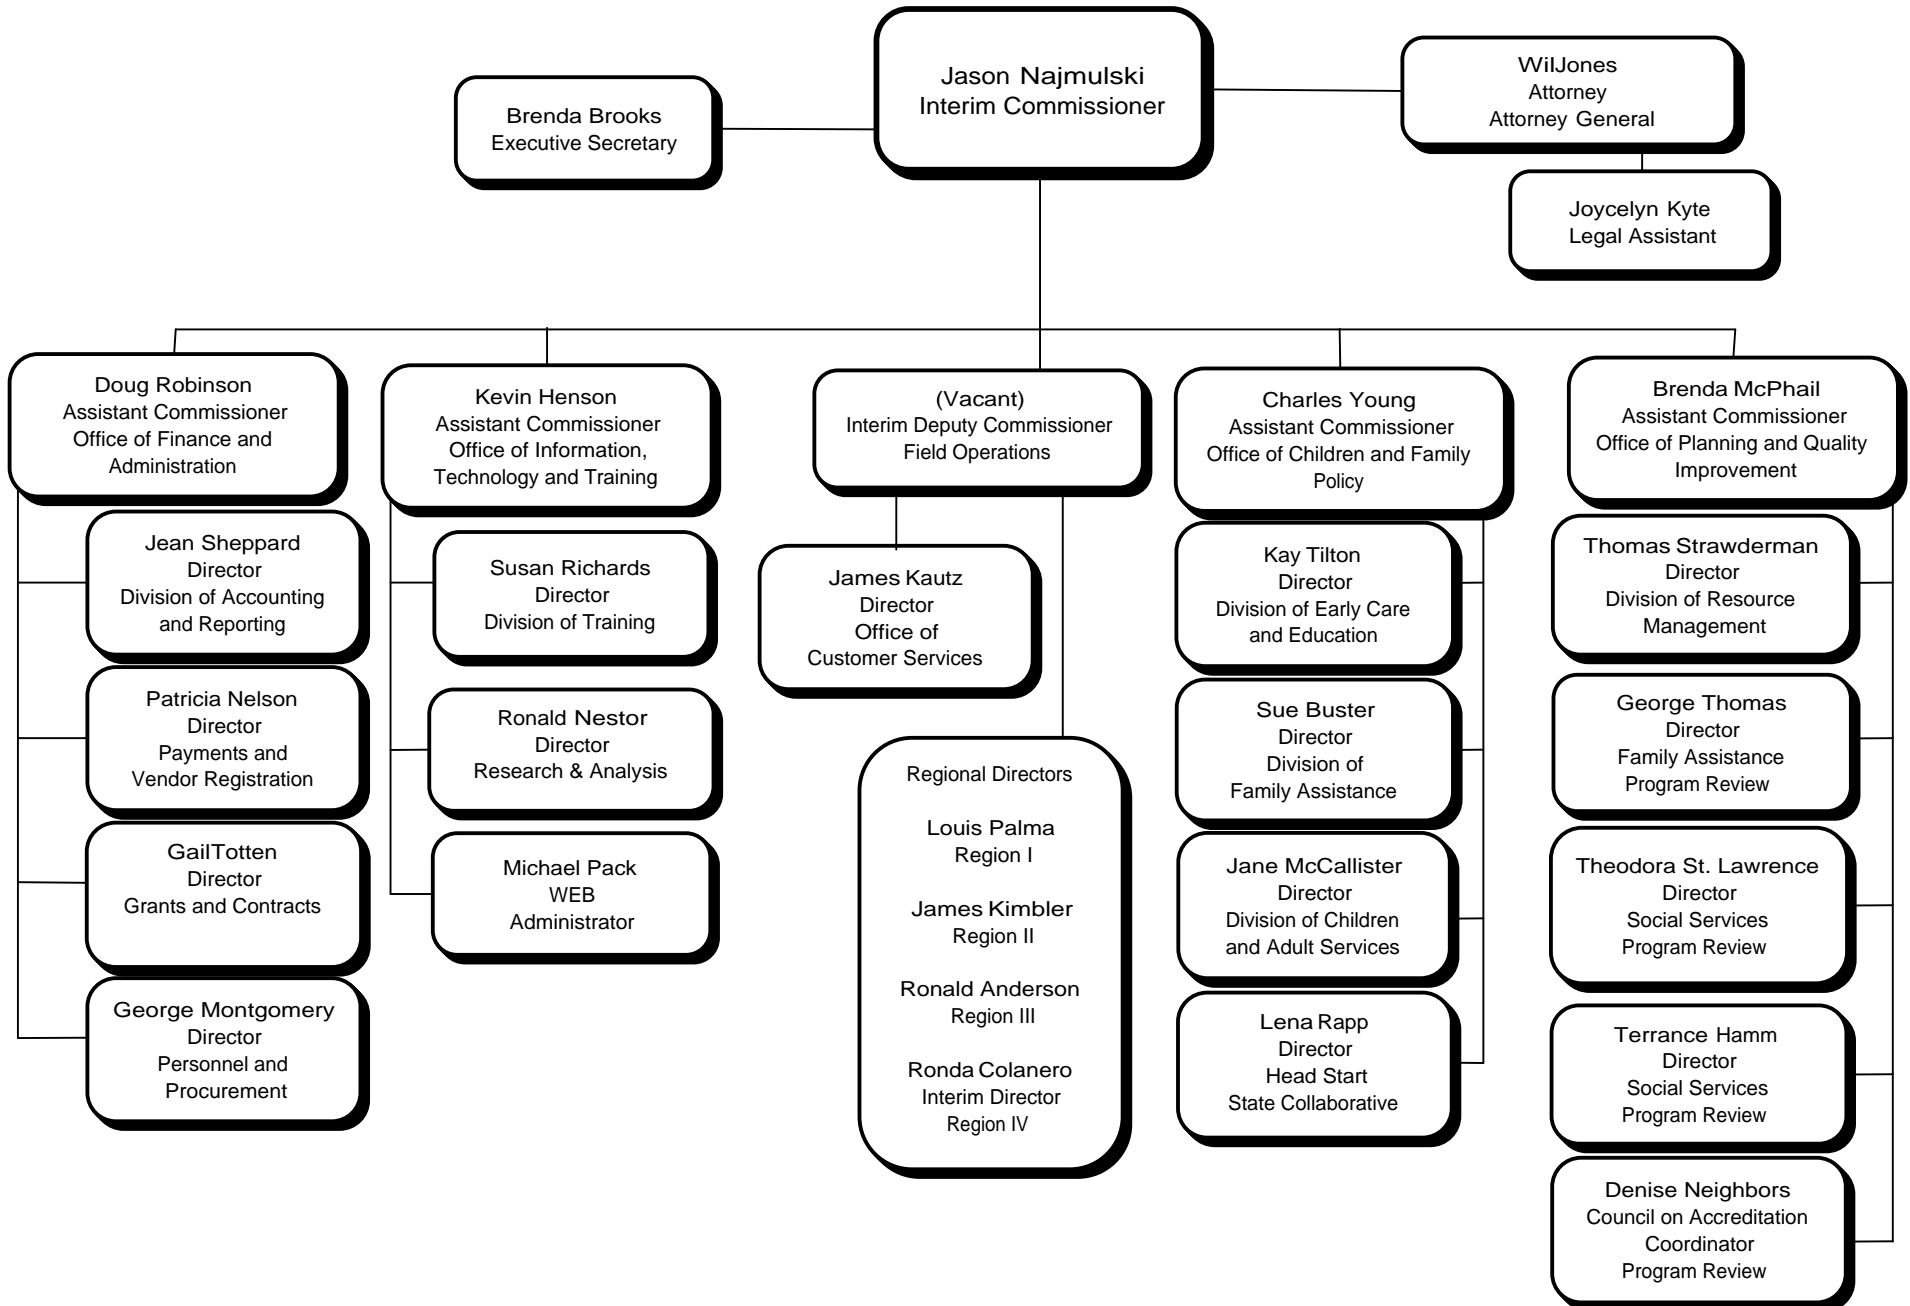 Jason Najmulski
Interim Commissioner
Brenda Brooks
Executive Secretary
WilJones
Attorney
Attorney General
Joycelyn Kyte
Legal Assistant
Doug Robinson
Assistant Commissioner
Office of Finance and
Administration
Jean Sheppard
Director
Division of Accounting
and Reporting
Patricia Nelson
Director
Payments and
Vendor Registration
GailTotten
Director
Grants and Contracts
George Montgomery
Director
Personnel and
Procurement
Kevin Henson
Assistant Commissioner
Office of Information,
Technology and Training
Susan Richards
Director
Division of Training
Ronald Nestor
Director
Research & Analysis
Michael Pack
WEB
Administrator
(Vacant)
Interim Deputy Commissioner
Field Operations
James Kautz
Director
Office of
Customer Services
Regional Directors
Louis Palma
Region I
James Kimbler
Region II
Ronald Anderson
Region III
Ronda Colanero
Interim Director
Region IV
Charles Young
Assistant Commissioner
Office of Children and Family
Policy
Kay Tilton
Director
Division of Early Care
and Education
Sue Buster
Director
Division of
Family Assistance
Jane McCallister
Director
Division of Children
and Adult Services
Lena Rapp
Director
Head Start
State Collaborative
Brenda McPhail
Assistant Commissioner
Office of Planning and Quality
Improvement
Thomas Strawderman
Director
Division of Resource
Management
George Thomas
Director
Family Assistance
Program Review
Theodora St. Lawrence
Director
Social Services
Program Review
Terrance Hamm
Director
Social Services
Program Review
Denise Neighbors
Council on Accreditation
Coordinator
Program Review